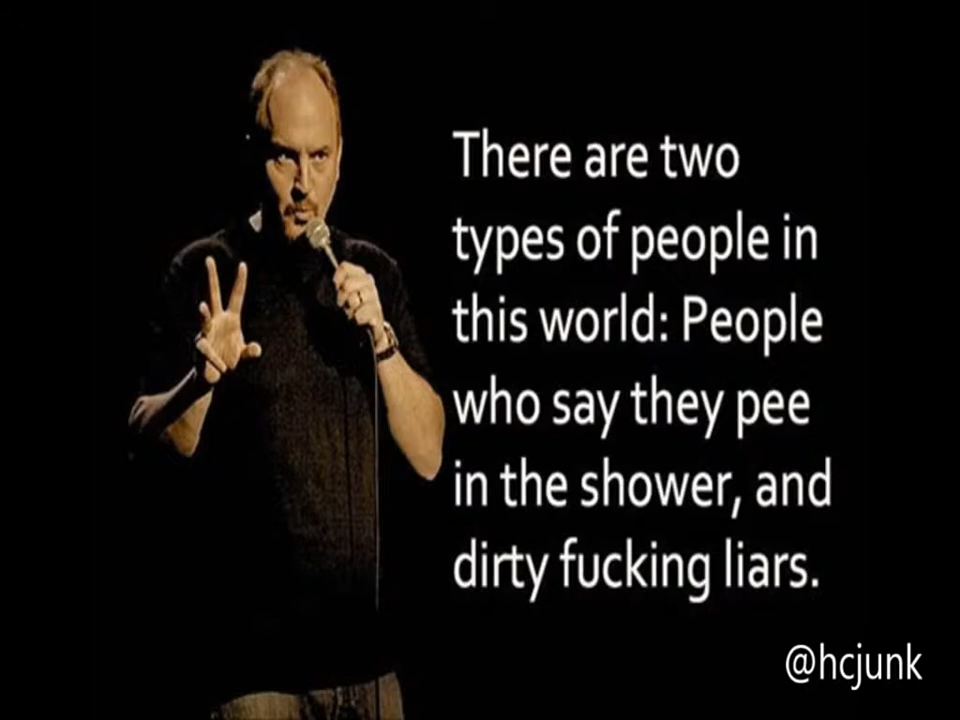 There are two
types of people in
this world: People
who say they pee
in the shower, and
dirty fucking liars.
@hcjunk